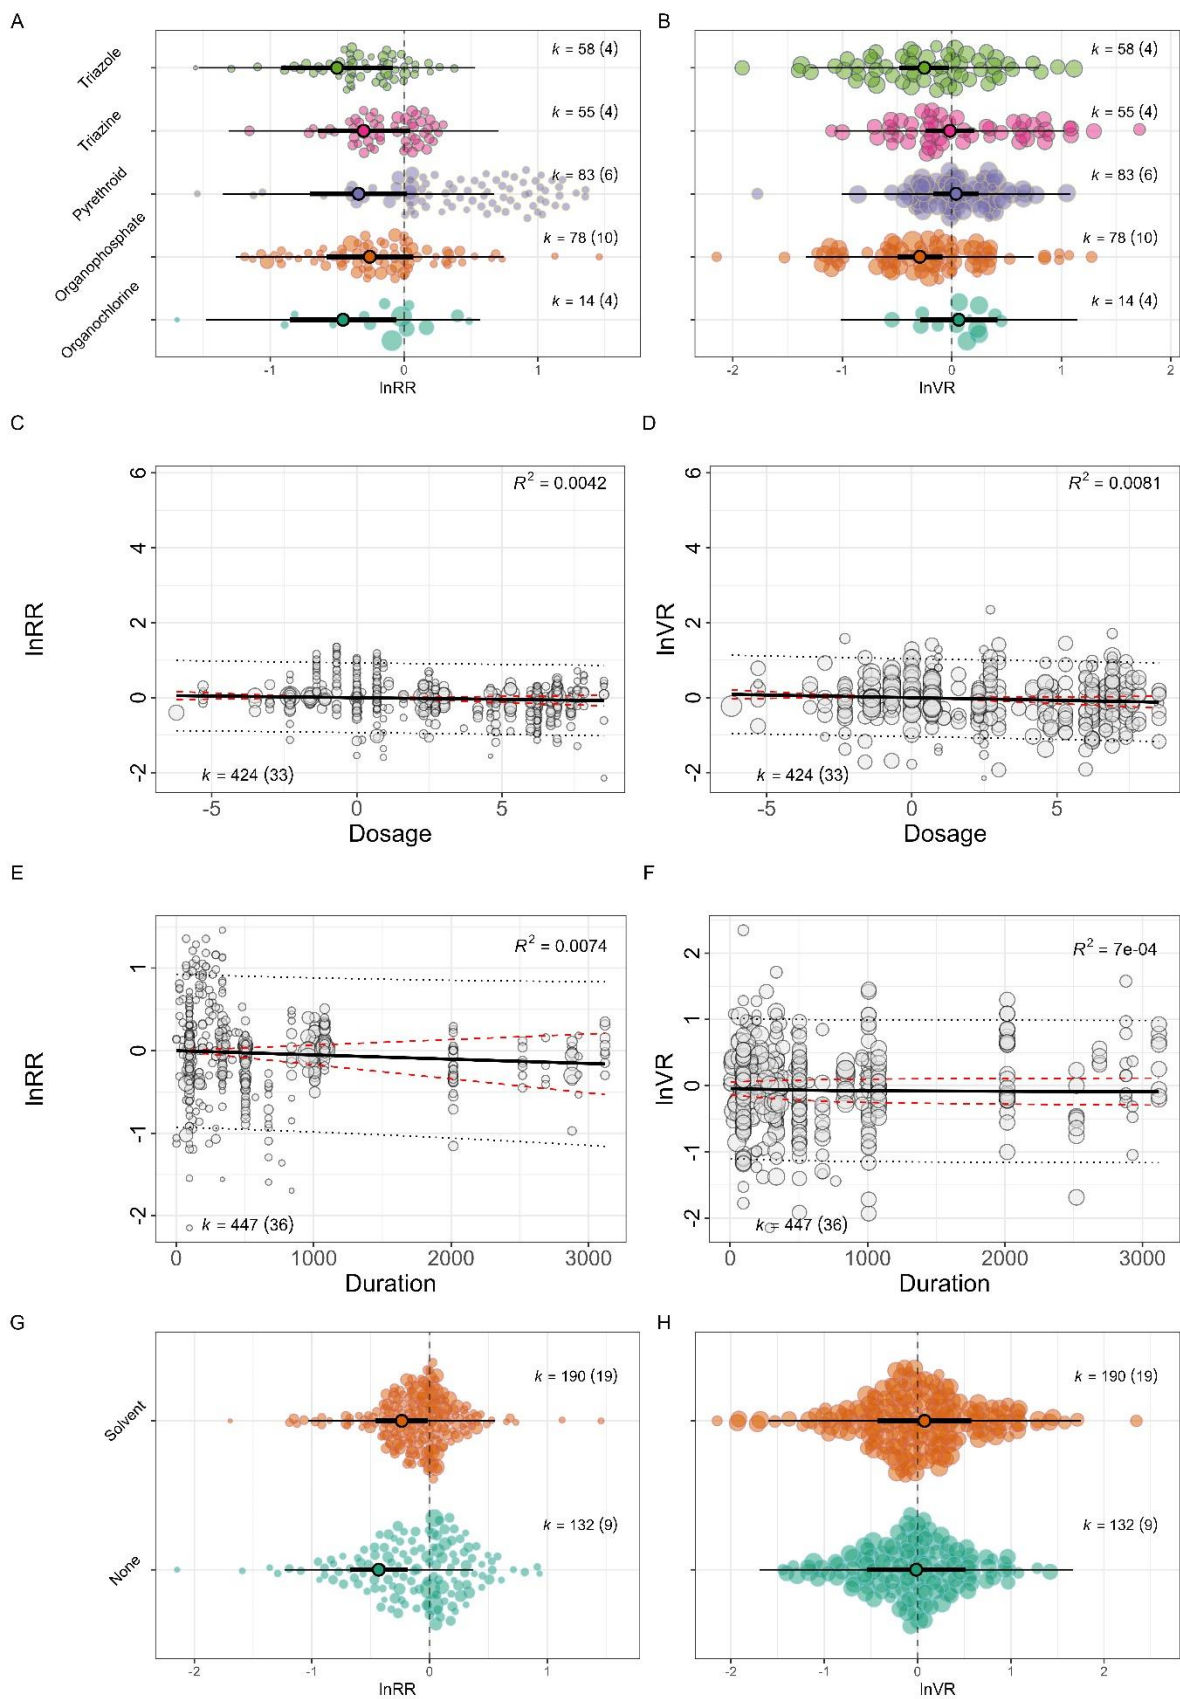 A
Triazole
Triazine
Pyrethroid
Organophosphate
Organochlorine
k = 58 (4)
k = 55 (4)
k = 83 (6)
k = 78 (10)
k = 14 (4)
-1 0 1
lnRR
B
k = 58 (4)
k = 55 (4)
k = 83 (6)
k = 78 (10)
k = 14 (4)
-2 -1 0 1 2
lnVR
C
lnRR
6
4
2
0
-2
R² = 0.0042
k = 424 (33)
-5 0 5
Dosage
D
lnVR
6
4
2
0
-2
R² = 0.0081
k = 424 (33)
-5 0 5
Dosage
E
lnRR
1
0
-1
-2
R² = 0.0074
k = 447 (36)
0 1000 2000 3000
Duration
F
lnVR
2
1
0
-1
-2
R² = 7e-04
k = 447 (36)
0 1000 2000 3000
Duration
G
Solvent
None
k = 190 (19)
k = 132 (9)
-2 -1 0 1
lnRR
H
k = 190 (19)
k = 132 (9)
-2 -1 0 1 2
lnVR